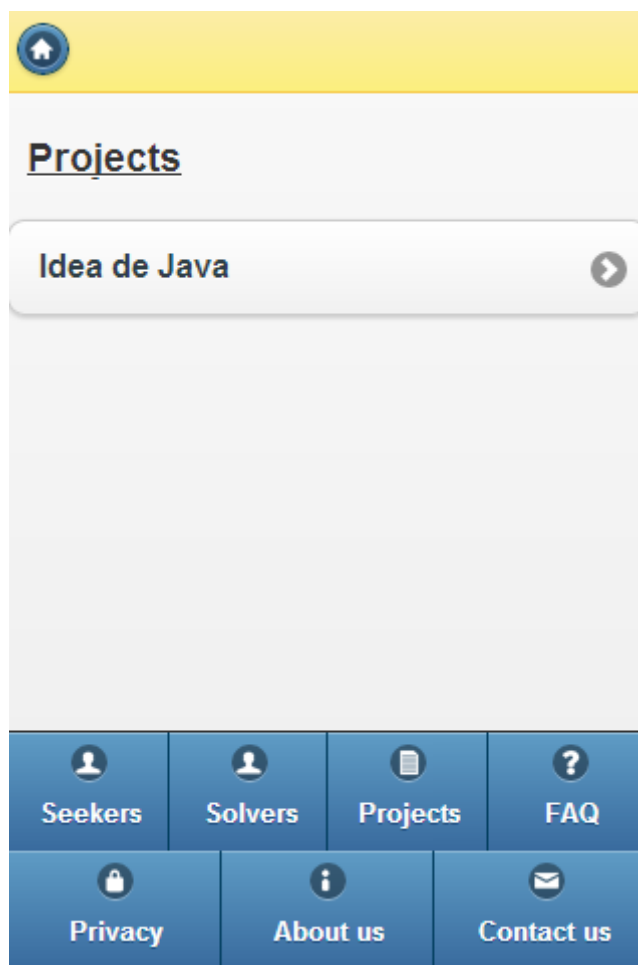 Projects
Idea de Java
Seekers Solvers Projects FAQ
Privacy About us Contact us